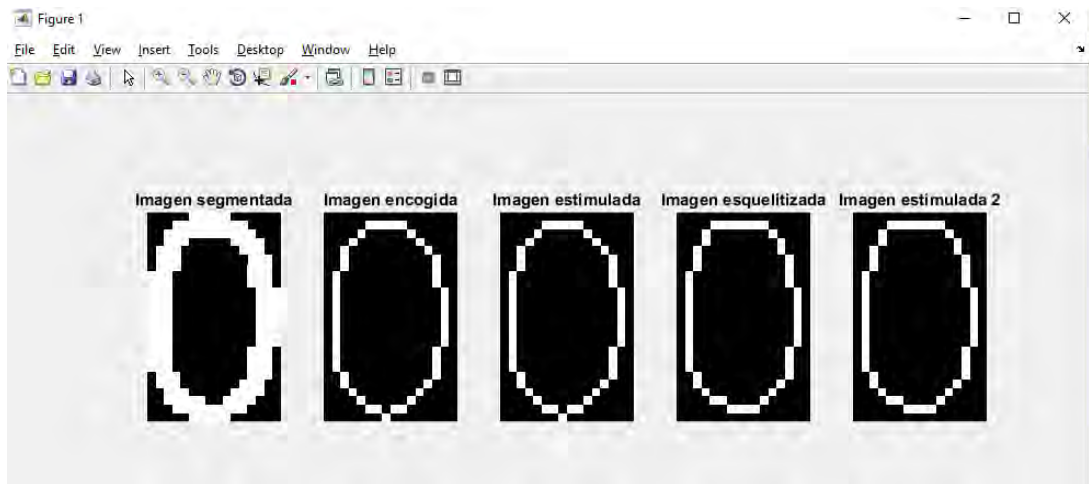 Figure 1
File Edit View Insert Tools Desktop Window Help
Imagen segmentada Imagen encogida Imagen estimulada Imagen esquelitizada Imagen estimulada 2